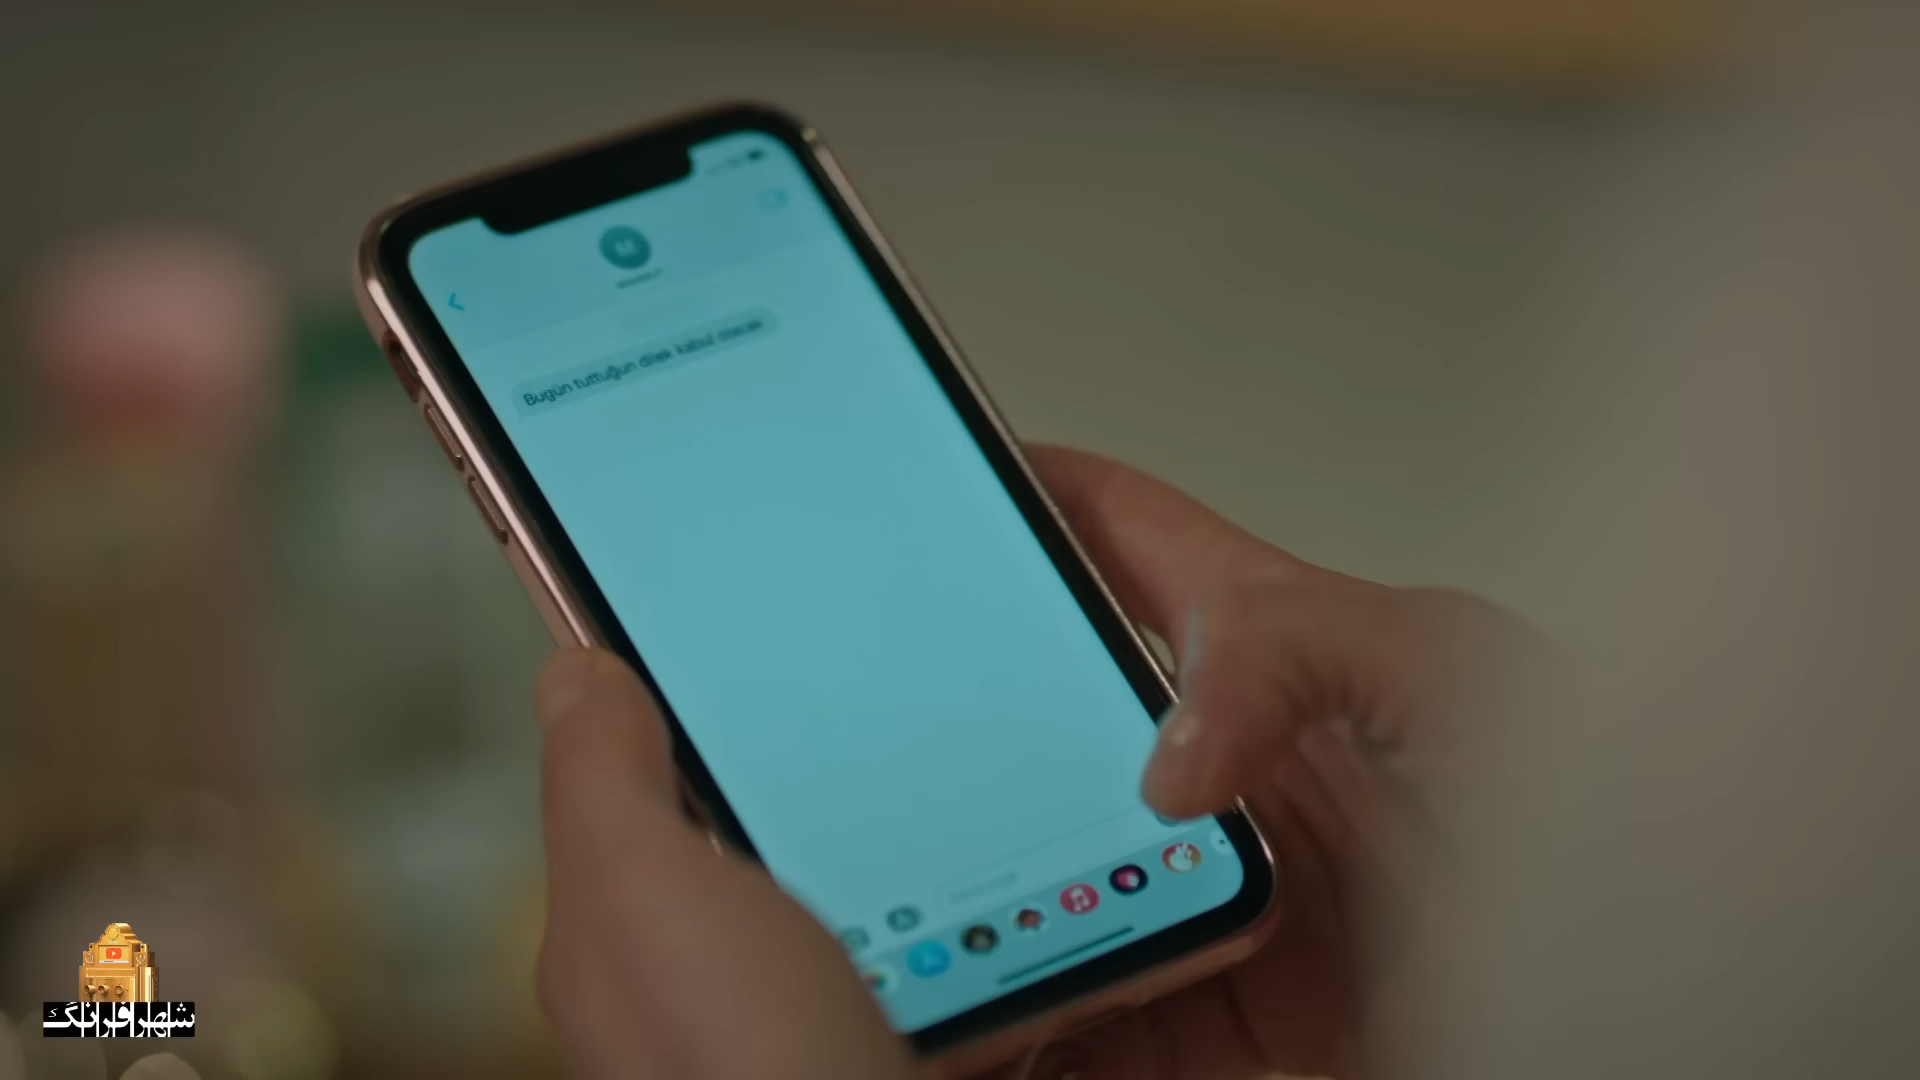 M
Bugün tuttuğun dilek kabul olacak
شهر فرنگ